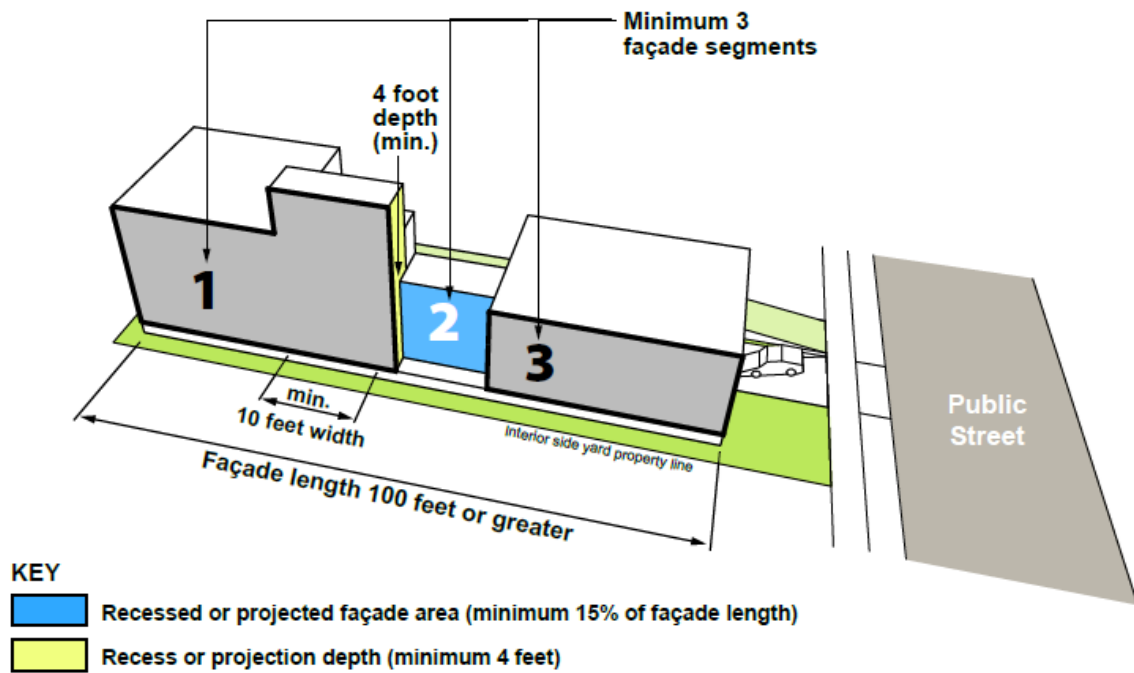 Minimum 3
façade segments
4 foot
depth
(min.)
1
2
3
min.
10 feet width
Interior side yard property line
Façade length 100 feet or greater
Public
Street
KEY
Recessed or projected façade area (minimum 15% of façade length)
Recess or projection depth (minimum 4 feet)